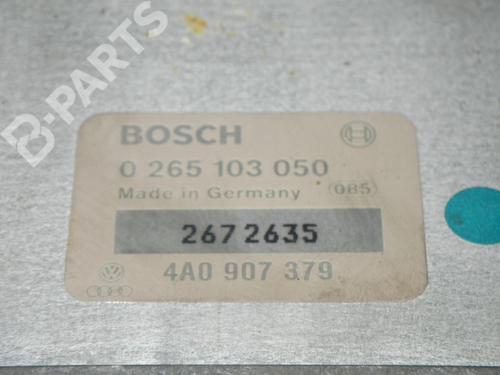 B-PARTS
BOSCH
0 265 103 050
Made in Germany (085)
2672635
4A0 907 379